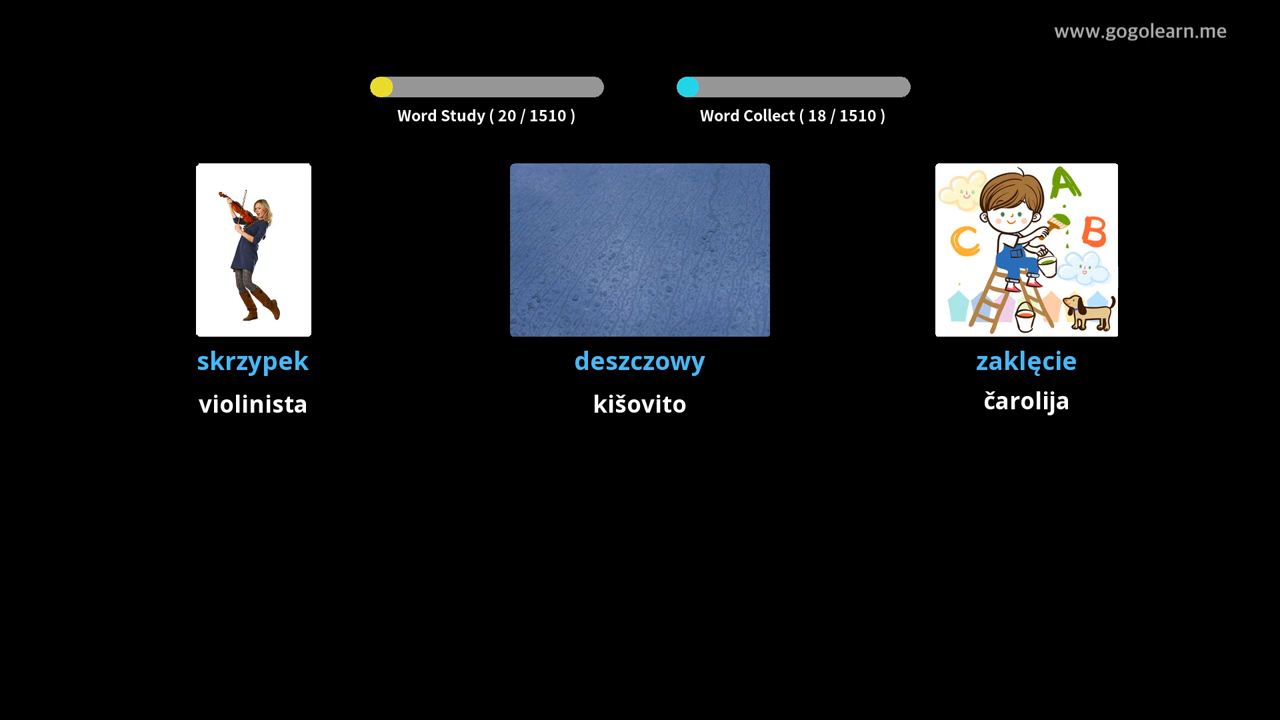 www.gogolearn.me
Word Study ( 20 / 1510 )
Word Collect ( 18 / 1510 )
A
B
C
skrzypek
deszczowy
zaklęcie
violinista
kišovito
čarolija